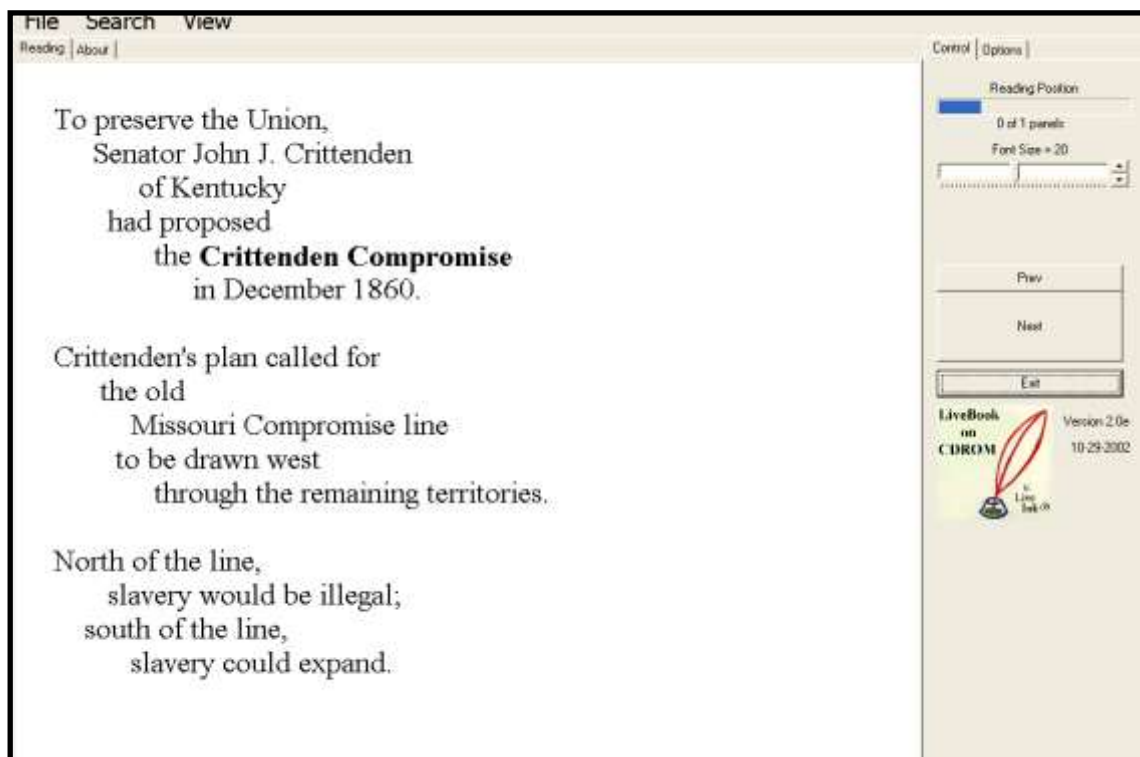 File Search View
Reading About
To preserve the Union,
Senator John J. Crittenden
of Kentucky
had proposed
the Crittenden Compromise
in December 1860.
Crittenden's plan called for
the old
Missouri Compromise line
to be drawn west
through the remaining territories.
North of the line,
slavery would be illegal;
south of the line,
slavery could expand.
Control Options
Reading Position
0 of 1 panels
Font Size = 20
Prev
Next
Exit
LiveBook
on
CDROM
Live
Ink ®
Version 2.0e
10-29-2002